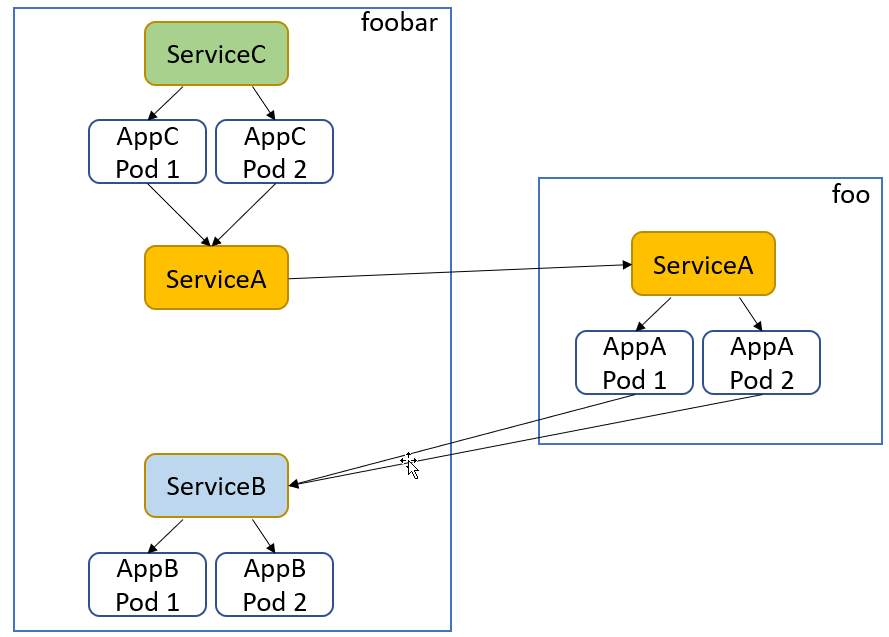 foobar
ServiceC
AppC
Pod 1
AppC
Pod 2
ServiceA
foo
ServiceA
AppA
Pod 1
AppA
Pod 2
ServiceB
AppB
Pod 1
AppB
Pod 2